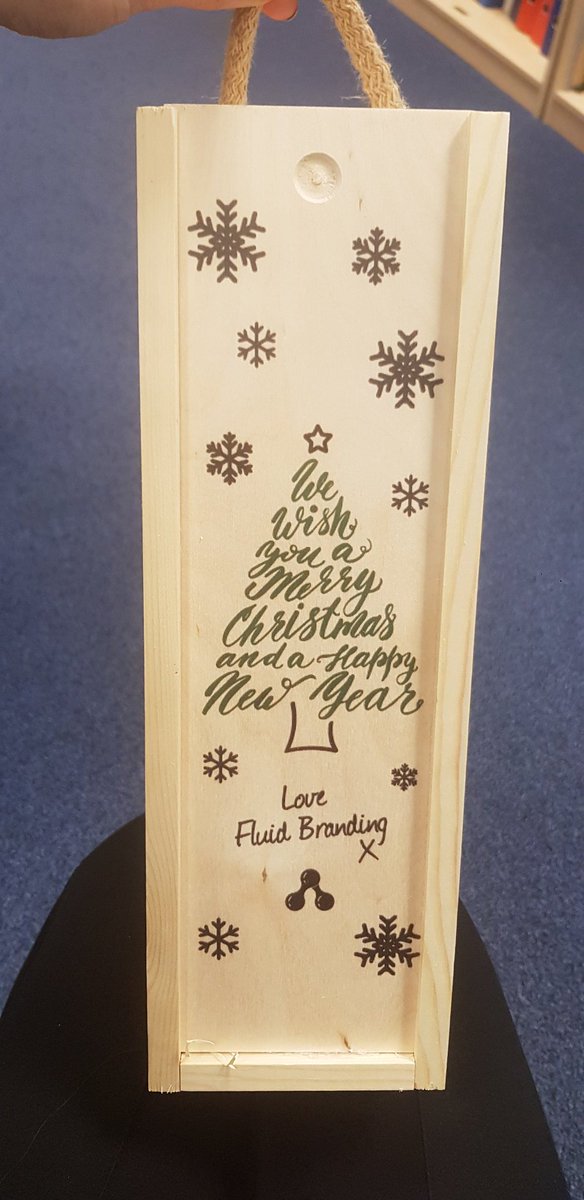 We
Wish
you a
Merry
Christmas
and a Happy
New Year
Love
Fluid Branding
X